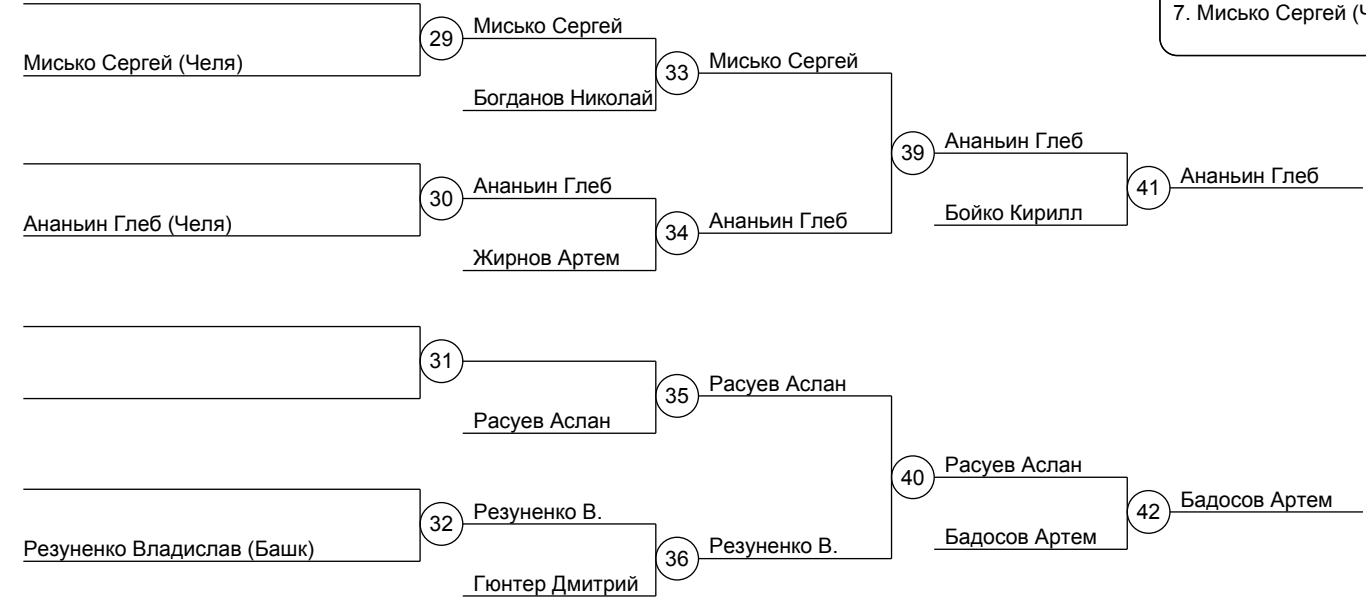 7. Мисько Сергей (Ч
Мисько Сергей
29
Мисько Сергей (Челя)
Мисько Сергей
33
Богданов Николай
Ананьин Глеб
39
Ананьин Глеб
41
Ананьин Глеб
30
Ананьин Глеб (Челя)
Бойко Кирилл
Ананьин Глеб
34
Жирнов Артем
31
Расуев Аслан
35
Расуев Аслан
Расуев Аслан
40
Бадосов Артем
42
Резуненко В.
32
Бадосов Артем
Резуненко Владислав (Башк)
Резуненко В.
36
Гюнтер Дмитрий